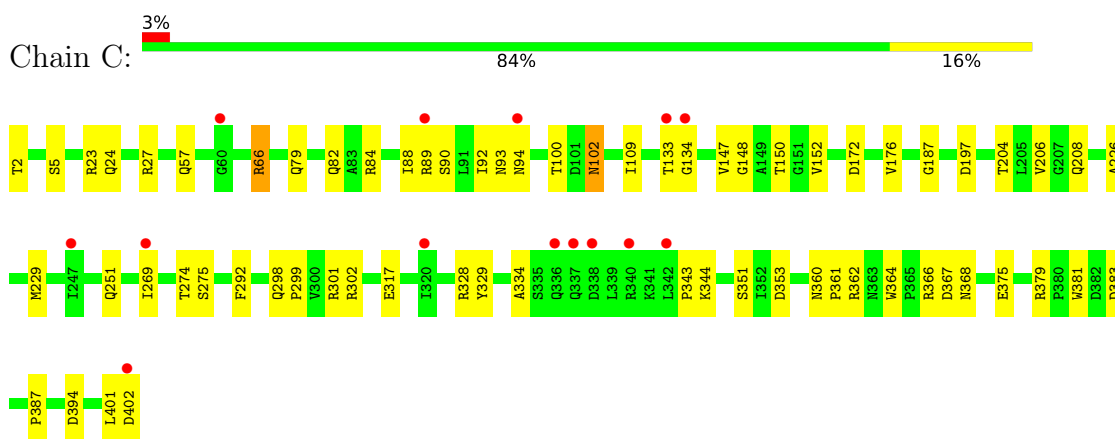 3%
Chain C:
84% 16%
T2 S5 R23 Q24 R27 Q57 G60 R66 Q79 Q82 A83 R84 I88 R89 S90 L91 I92 N93 N94 T100 D101 N102 I109 T133 G134 V147 G148 A149 T150 G151 V152 D172 V176 G187 D197 T204 L205 V206 G207 Q208 A226
M229 I247 Q251 I269 T274 S275 F292 Q298 P299 V300 R301 R302 E317 I320 R328 Y329 A334 S335 Q336 Q337 D338 L339 R340 K341 L342 P343 K344 S351 I352 D353 N360 P361 R362 N363 W364 P365 R366 D367 N368 E375 R379 P380 W381 D382
P387 D394 L401 D402